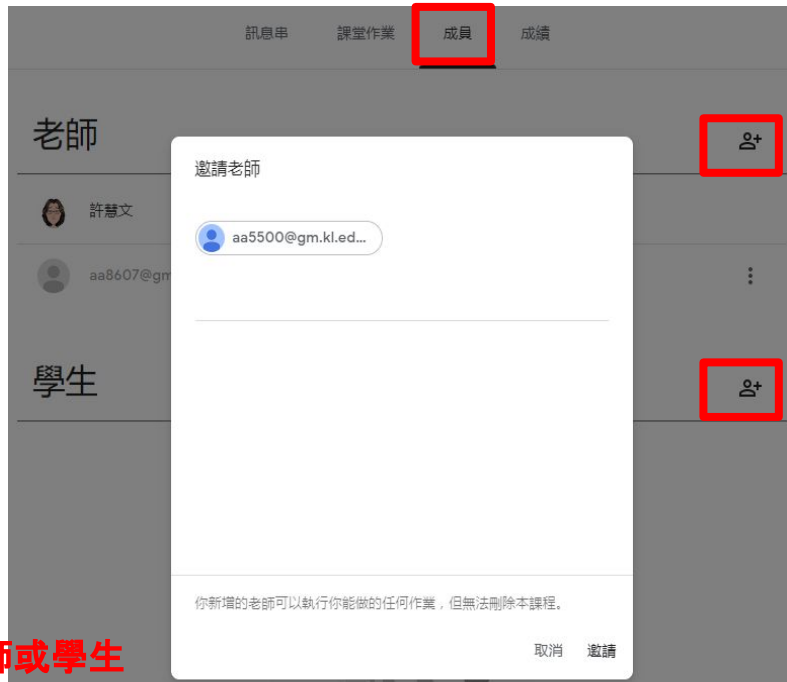 訊息串 課堂作業 成員 成績
老師
邀請老師
許慧文
aa5500@gm.kl.ed...
aa8607@gm
學生
你新增的老師可以執行你能做的任何作業，但無法刪除本課程。
取消 邀請
師或學生